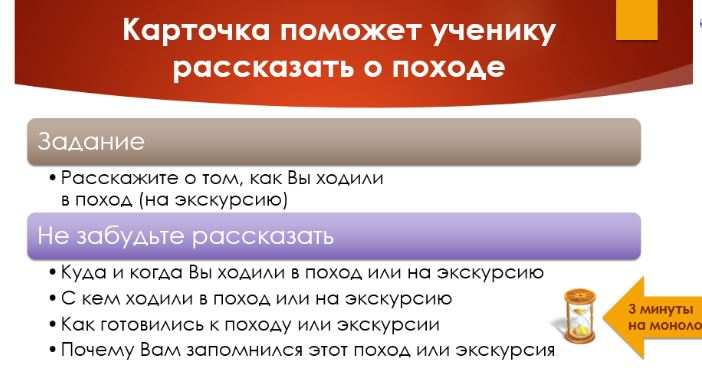 Карточка поможет ученику
рассказать о походе
Задание
• Расскажите о том, как Вы ходили
в поход (на экскурсию)
Не забудьте рассказать
• Куда и когда Вы ходили в поход или на экскурсию
• С кем ходили в поход или на экскурсию
• Как готовились к походу или экскурсии
• Почему Вам запомнился этот поход или экскурсия
3 минуты
на моноло